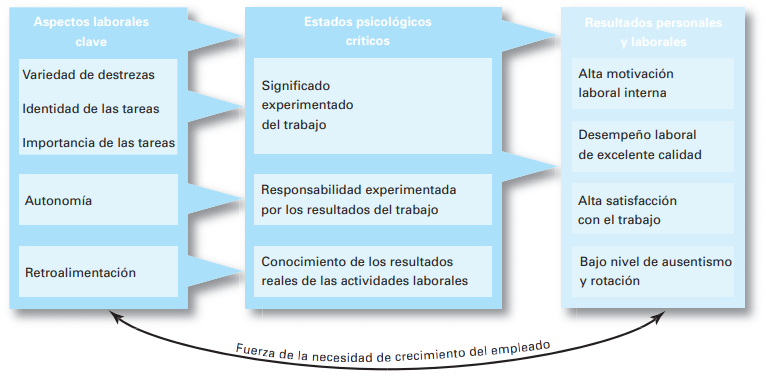 Aspectos laborales
clave
Variedad de destrezas
Identidad de las tareas
Importancia de las tareas
Autonomía
Retroalimentación
Estados psicológicos
críticos
Significado
experimentado
del trabajo
Responsabilidad experimentada
por los resultados del trabajo
Conocimiento de los resultados
reales de las actividades laborales
Resultados personales
y laborales
Alta motivación
laboral interna
Desempeño laboral
de excelente calidad
Alta satisfacción
con el trabajo
Bajo nivel de ausentismo
y rotación
Fuerza de la necesidad de crecimiento del empleado